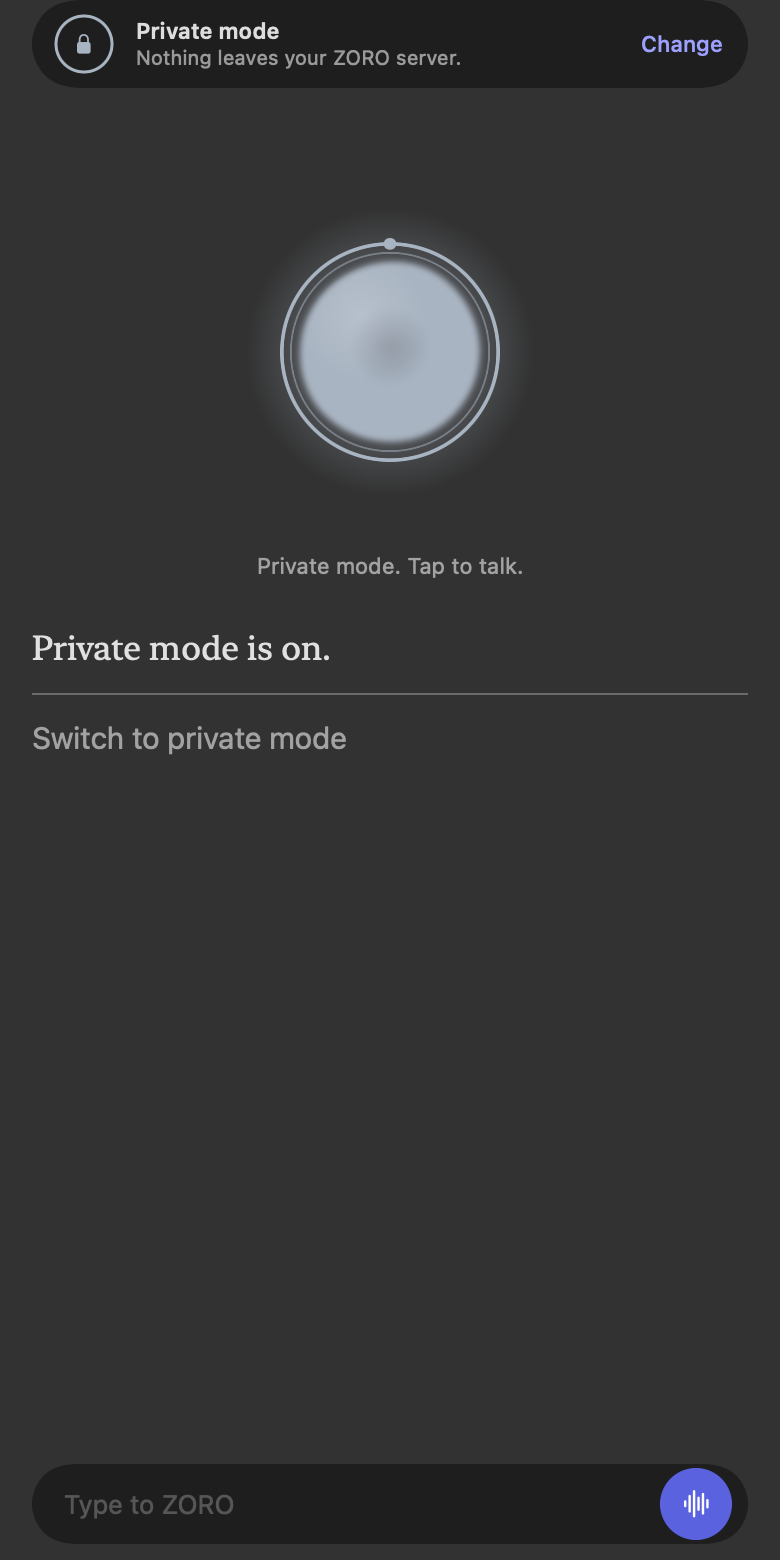 Private mode
Nothing leaves your ZORO server.
Change
Private mode. Tap to talk.
Private mode is on.
Switch to private mode
Type to ZORO